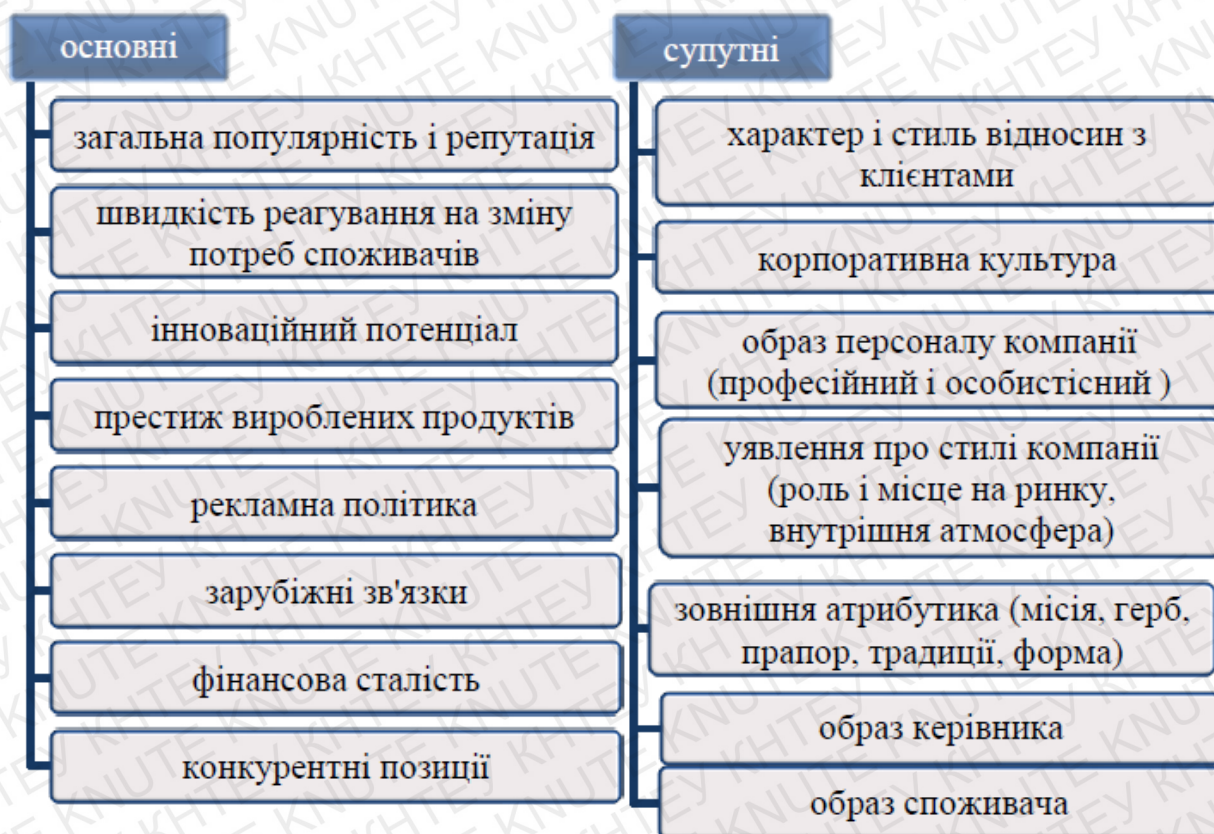 основні
загальна популярність і репутація
швидкість реагування на зміну
потреб споживачів
інноваційний потенціал
престиж вироблених продуктів
рекламна політика
зарубіжні зв'язки
фінансова сталість
конкурентні позиції
супутні
характер і стиль відносин з
клієнтами
корпоративна культура
образ персоналу компанії
(професійний і особистісний )
уявлення про стилі компанії
(роль і місце на ринку,
внутрішня атмосфера)
зовнішня атрибутика (місія, герб,
прапор, традиції, форма)
образ керівника
образ споживача